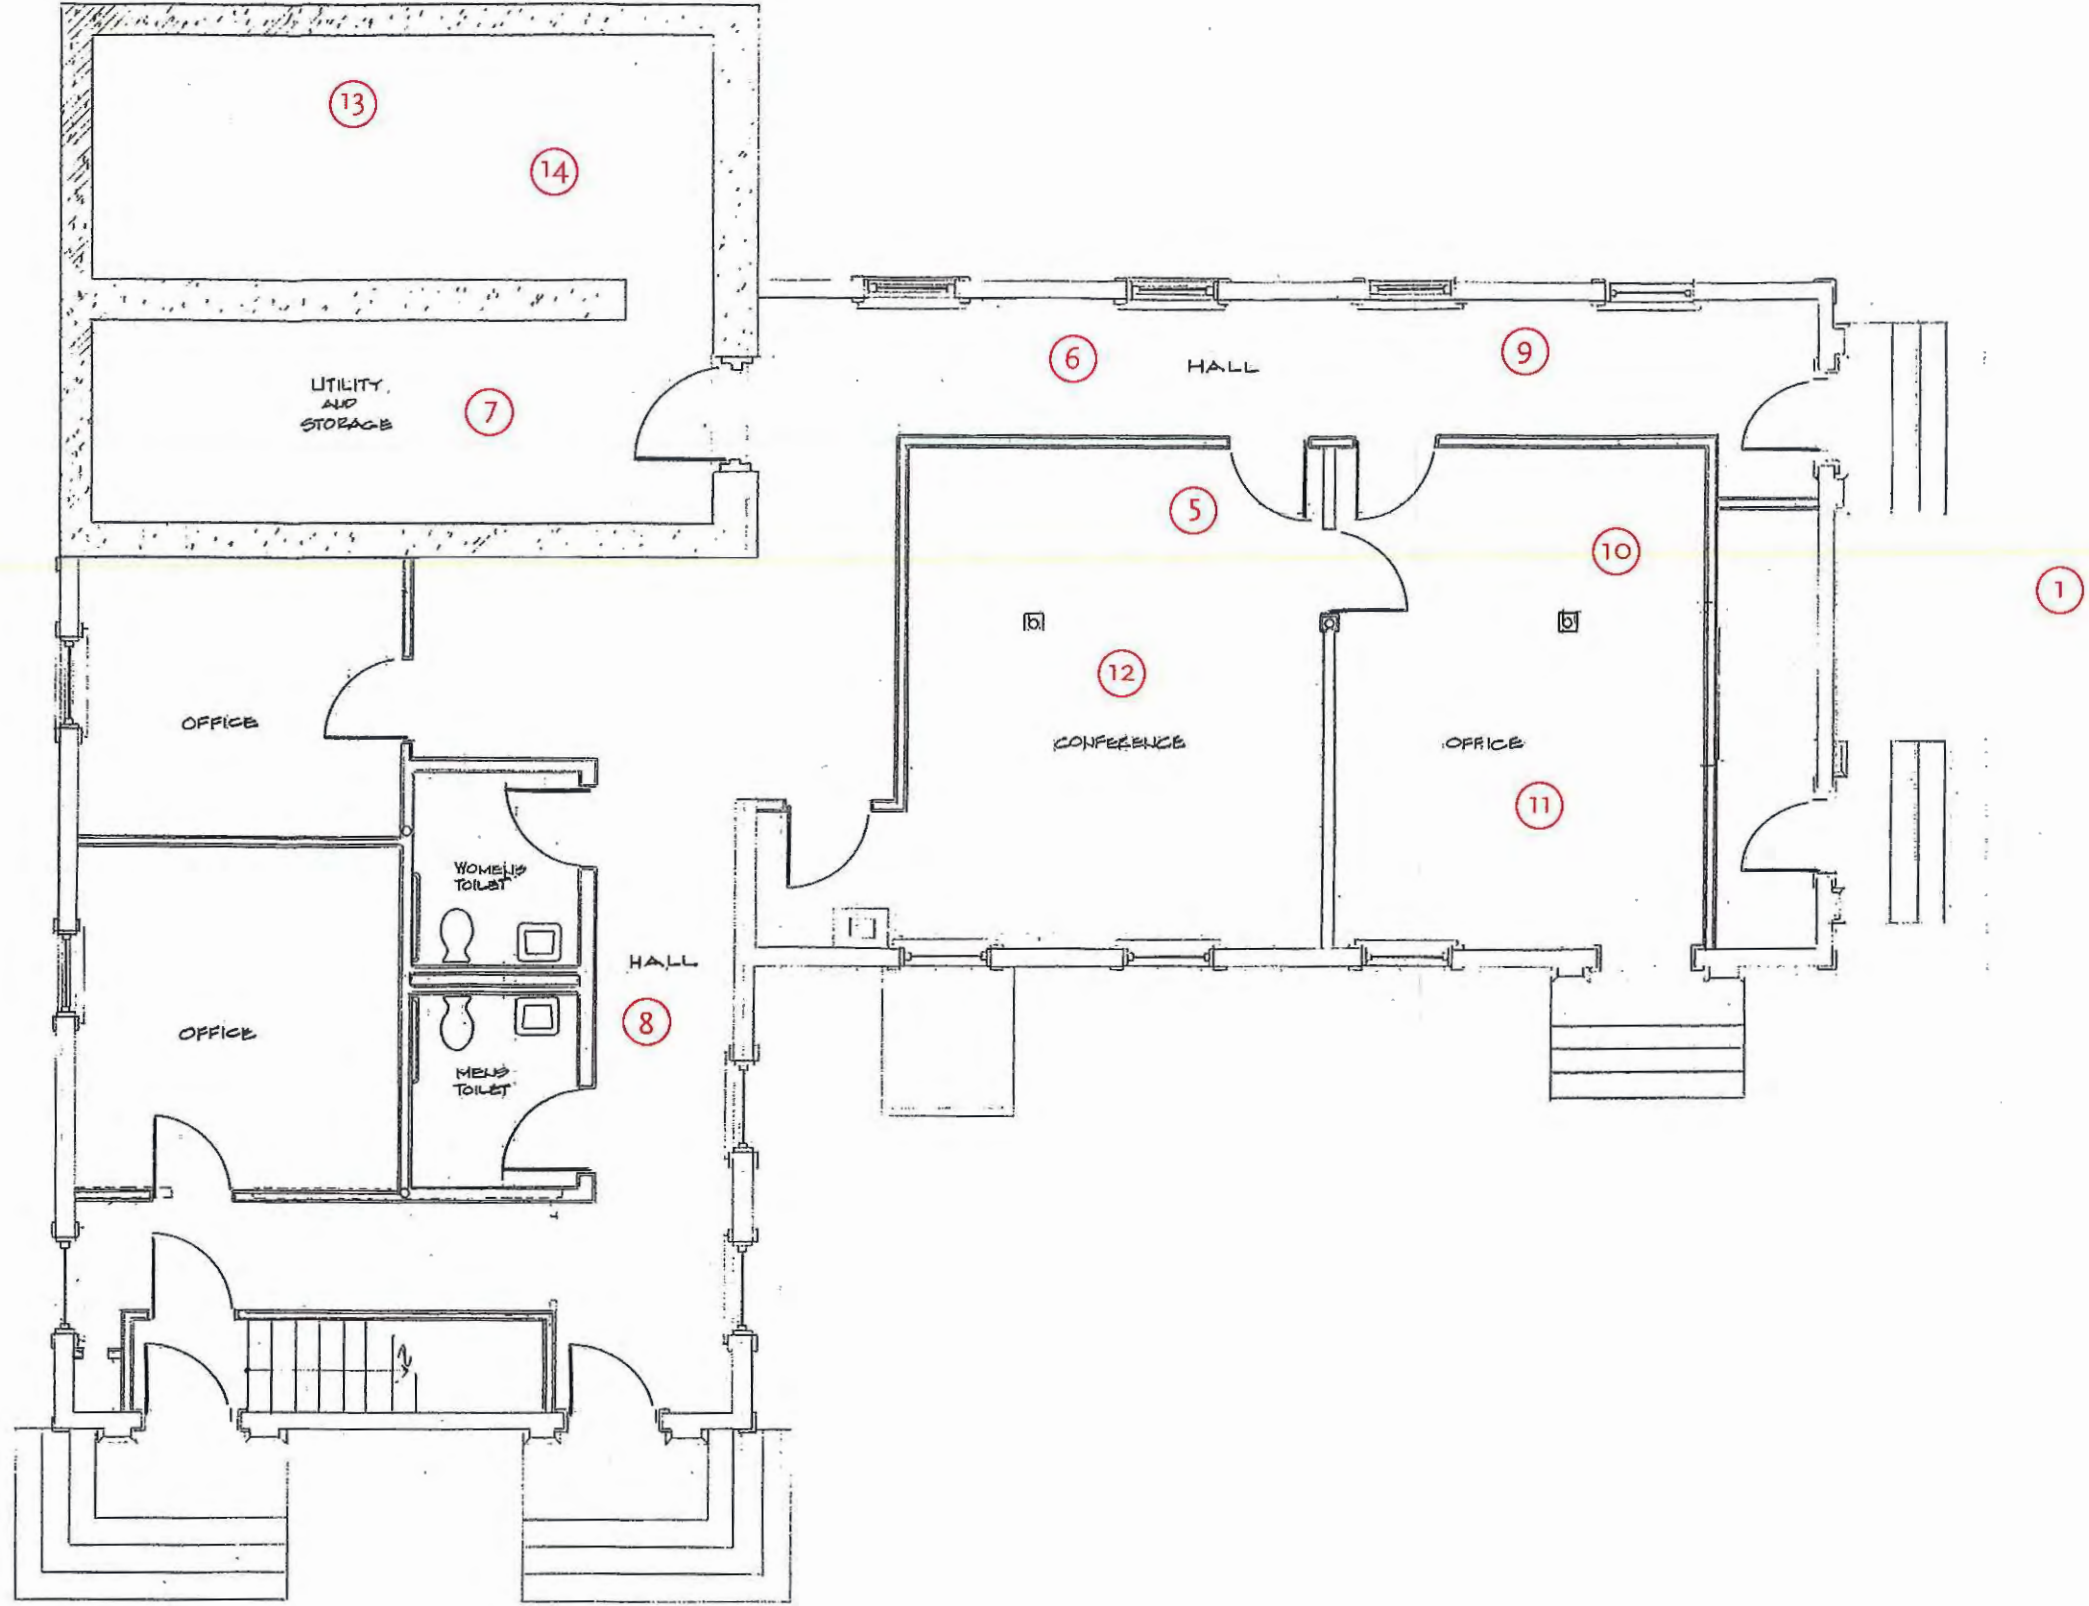 13
14
6
HALL
9
UTILITY
AND
STORAGE
7
5
10
1
12
OFFICE
CONFERENCE
OFFICE
11
WOMENS
TOILET
HALL
8
OFFICE
MENS
TOILET